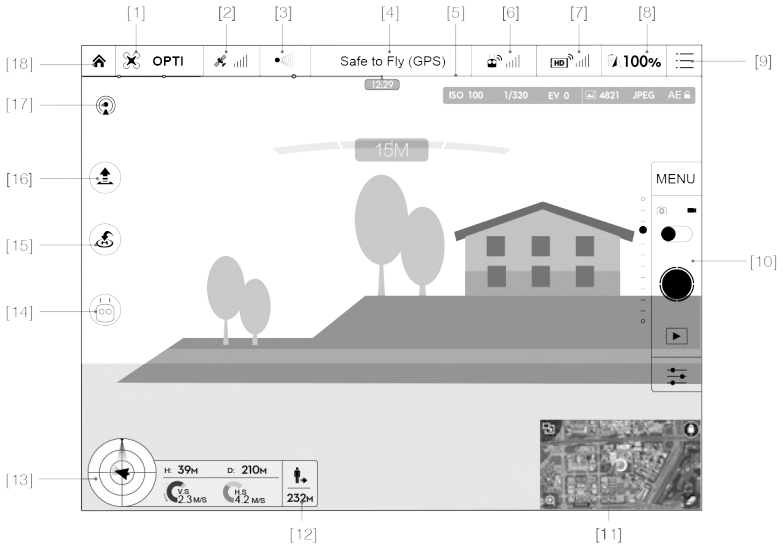 [1] [2] [3] [4] [5] [6] [7] [8]
[18] OPTI Safe to Fly (GPS) HD 100% [9]
12:29
ISO 100 1/320 EV 0 4821 JPEG AE
[17]
15M
[16] MENU
[15]
[10]
[14]
H: 39M D: 210M
[13] V.S 2.3 M/S H.S 4.2 M/S 232M
[12] [11]